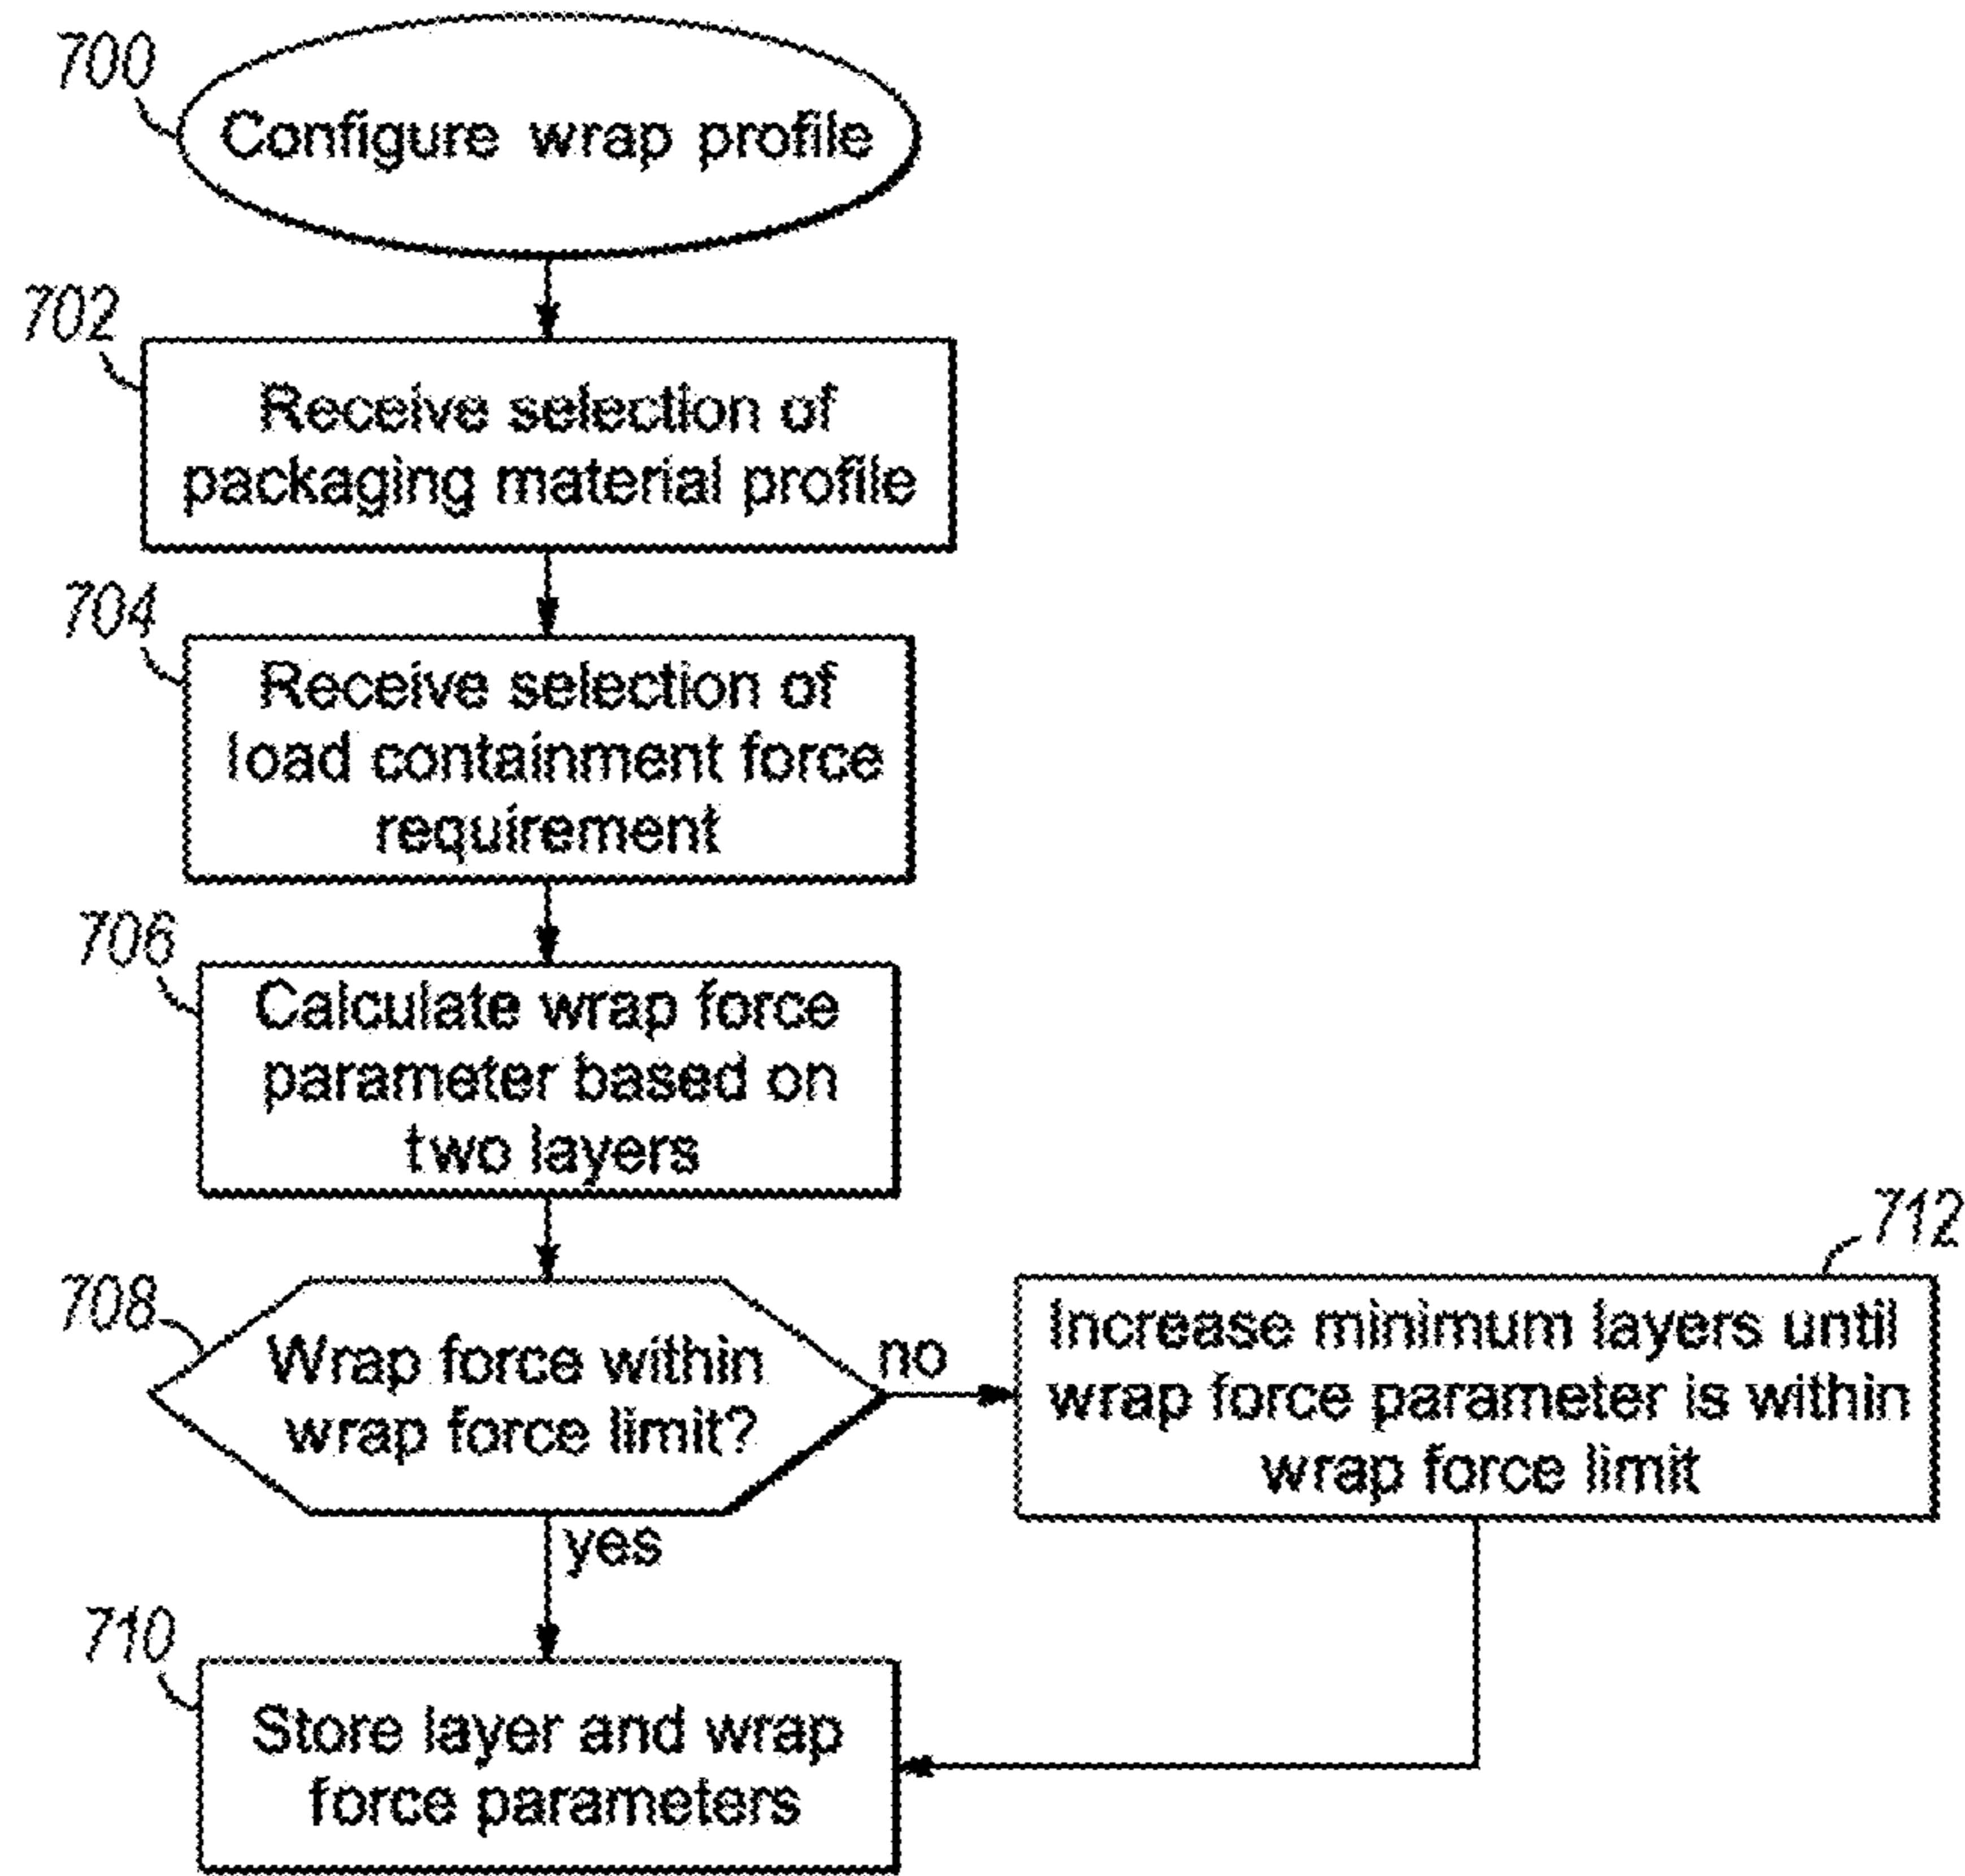 700
Configure wrap profile
702
Receive selection of
packaging material profile
704
Receive selection of
load containment force
requirement
706
Calculate wrap force
parameter based on
two layers
708
Wrap force within
wrap force limit?
no
712
Increase minimum layers until
wrap force parameter is within
wrap force limit
yes
710
Store layer and wrap
force parameters